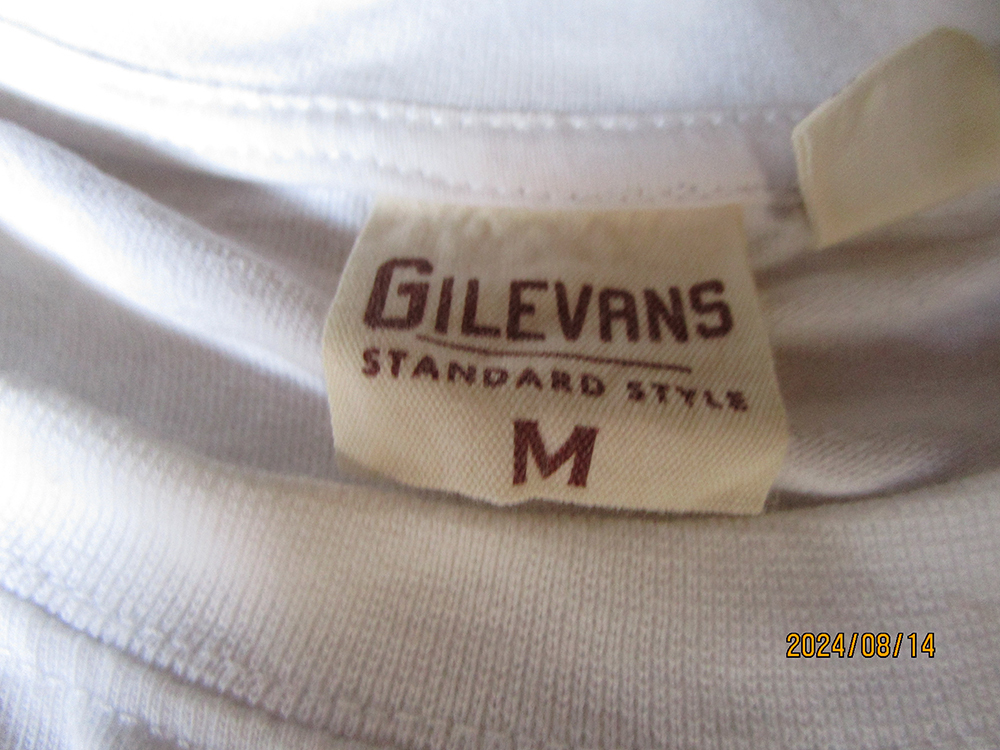 GILEVANS
STANDARD STYLE
M
2024/08/14